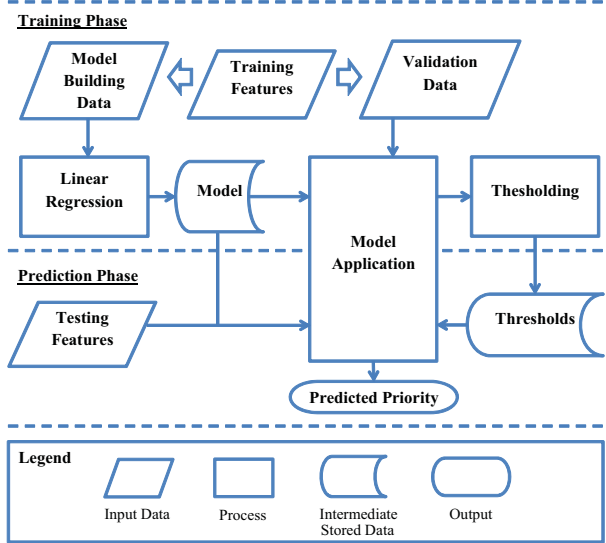 Training Phase
Model
Building
Data
Training
Features
Validation
Data
Linear
Regression
Model
Model
Application
Thesholding
Prediction Phase
Testing
Features
Thresholds
Predicted Priority
Legend
Input Data
Process
Intermediate
Stored Data
Output